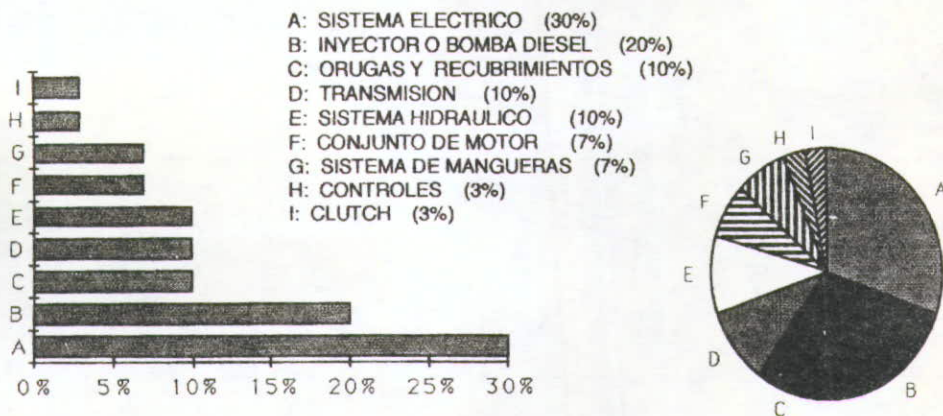 A: SISTEMA ELECTRICO (30%)
B: INYECTOR O BOMBA DIESEL (20%)
C: ORUGAS Y RECUBRIMIENTOS (10%)
D: TRANSMISION (10%)
E: SISTEMA HIDRAULICO (10%)
F: CONJUNTO DE MOTOR (7%)
G: SISTEMA DE MANGUERAS (7%)
H: CONTROLES (3%)
I: CLUTCH (3%)
I
H
G
F
E
D
C
B
A
0% 5% 10% 15% 20% 25% 30%
H I
G A
F
E
D B
C